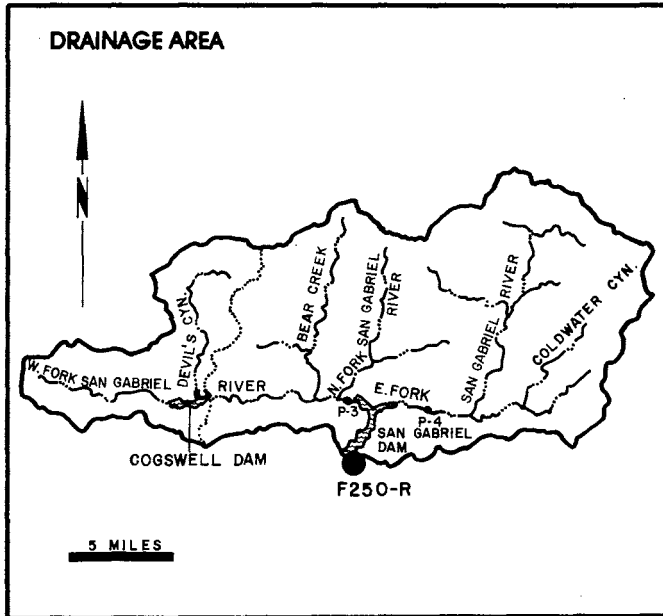 DRAINAGE AREA
N
DEVIL'S CYN.
BEAR CREEK
N. FORK SAN GABRIEL
RIVER
SAN GABRIEL RIVER
COLDWATER CYN.
W. FORK SAN GABRIEL RIVER
E. FORK
P-3
P-4
SAN GABRIEL
DAM
COGSWELL DAM
F250-R
5 MILES